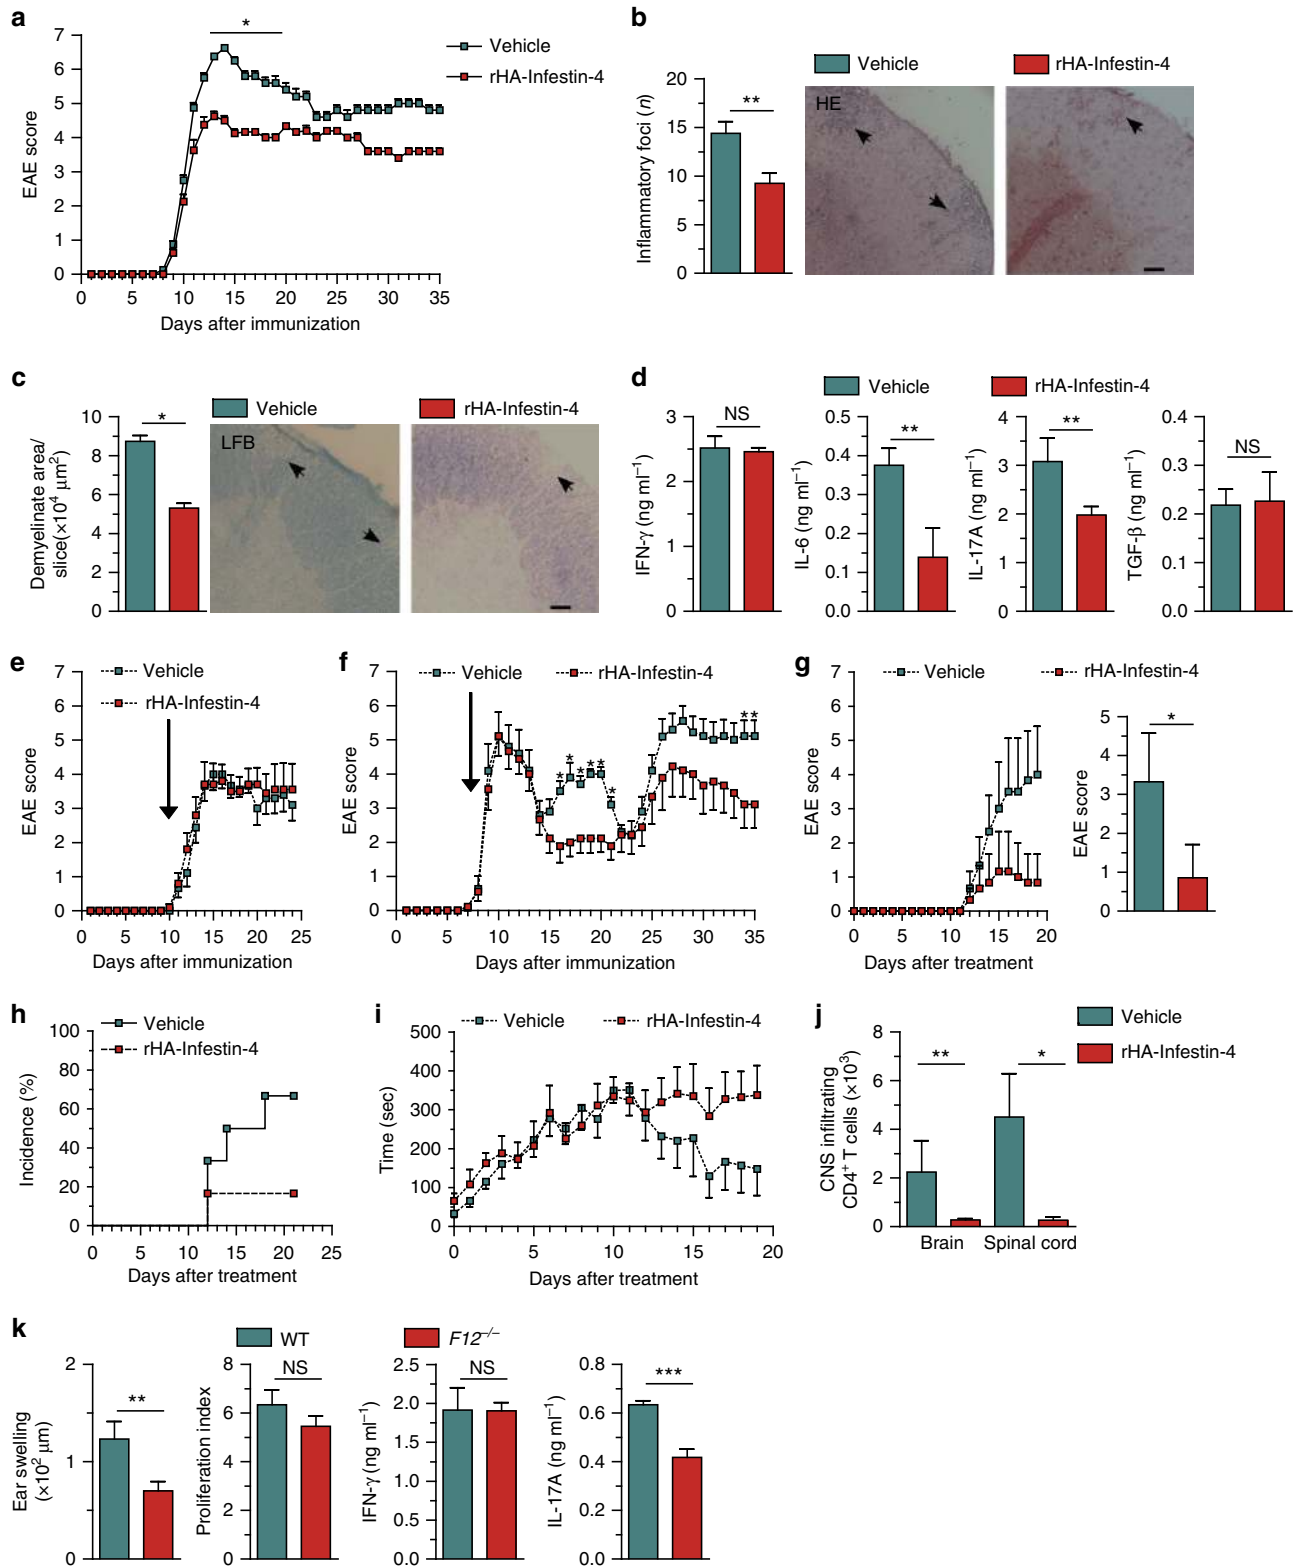 a
*
7
6
5
4
3
2
1
0
EAE score
0 5 10 15 20 25 30 35
Days after immunization
Vehicle
rHA-Infestin-4
b
Vehicle
rHA-Infestin-4
20
15
10
5
0
Inflammatory foci (n)
**
HE
c
Vehicle
rHA-Infestin-4
10
8
6
4
2
0
Demyelinate area/
slice(×10⁴ μm²)
*
LFB
d
Vehicle
rHA-Infestin-4
3
2
1
0
IFN-γ (ng ml⁻¹)
NS
0.5
0.4
0.3
0.2
0.1
0.0
IL-6 (ng ml⁻¹)
**
4
3
2
1
0
IL-17A (ng ml⁻¹)
**
0.4
0.3
0.2
0.1
0.0
TGF-β (ng ml⁻¹)
NS
e
Vehicle
rHA-Infestin-4
7
6
5
4
3
2
1
0
EAE score
0 5 10 15 20 25
Days after immunization
f
Vehicle
rHA-Infestin-4
7
6
5
4
3
2
1
0
EAE score
* * * * * *
**
0 5 10 15 20 25 30 35
Days after immunization
g
Vehicle
rHA-Infestin-4
7
6
5
4
3
2
1
0
EAE score
0 5 10 15 20
Days after treatment
5
4
3
2
1
0
EAE score
*
h
Vehicle
rHA-Infestin-4
100
80
60
40
20
0
Incidence (%)
0 5 10 15 20 25
Days after treatment
i
Vehicle
rHA-Infestin-4
500
400
300
200
100
0
Time (sec)
0 5 10 15 20
Days after treatment
j
Vehicle
rHA-Infestin-4
8
6
4
2
0
CNS infiltrating
CD4⁺ T cells (×10³)
**
*
Brain Spinal cord
k
WT
F12⁻/⁻
2
1
0
Ear swelling
(×10² μm)
**
8
6
4
2
0
Proliferation index
NS
2.5
2.0
1.5
1.0
0.5
0.0
IFN-γ (ng ml⁻¹)
NS
0.8
0.6
0.4
0.2
0.0
IL-17A (ng ml⁻¹)
***